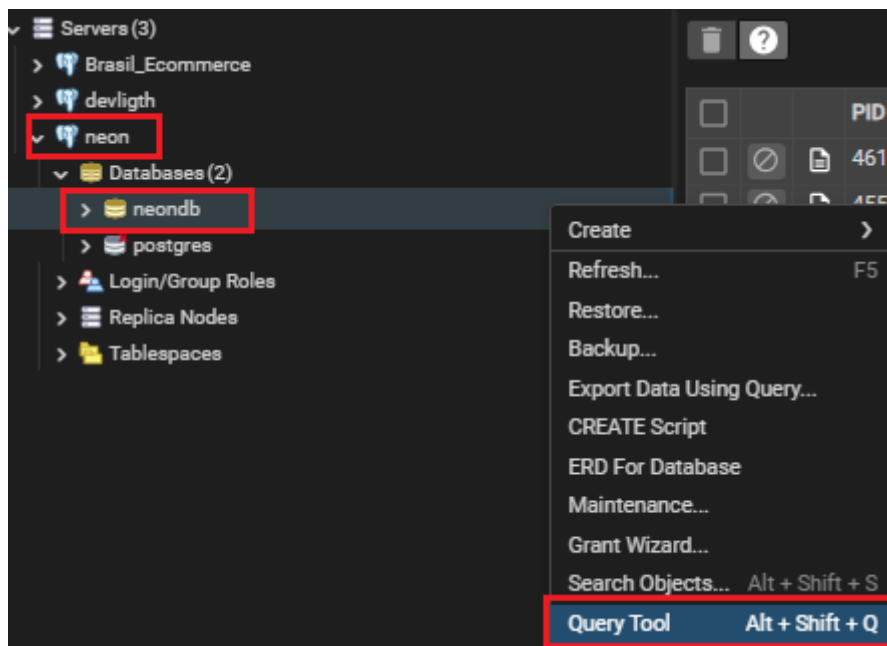 Servers (3)
Brasil_Ecommerce
devligth
neon
Databases (2)
neondb
postgres
Login/Group Roles
Replica Nodes
Tablespaces
PID
461
Create
Refresh... F5
Restore...
Backup...
Export Data Using Query...
CREATE Script
ERD For Database
Maintenance...
Grant Wizard...
Search Objects... Alt + Shift + S
Query Tool Alt + Shift + Q